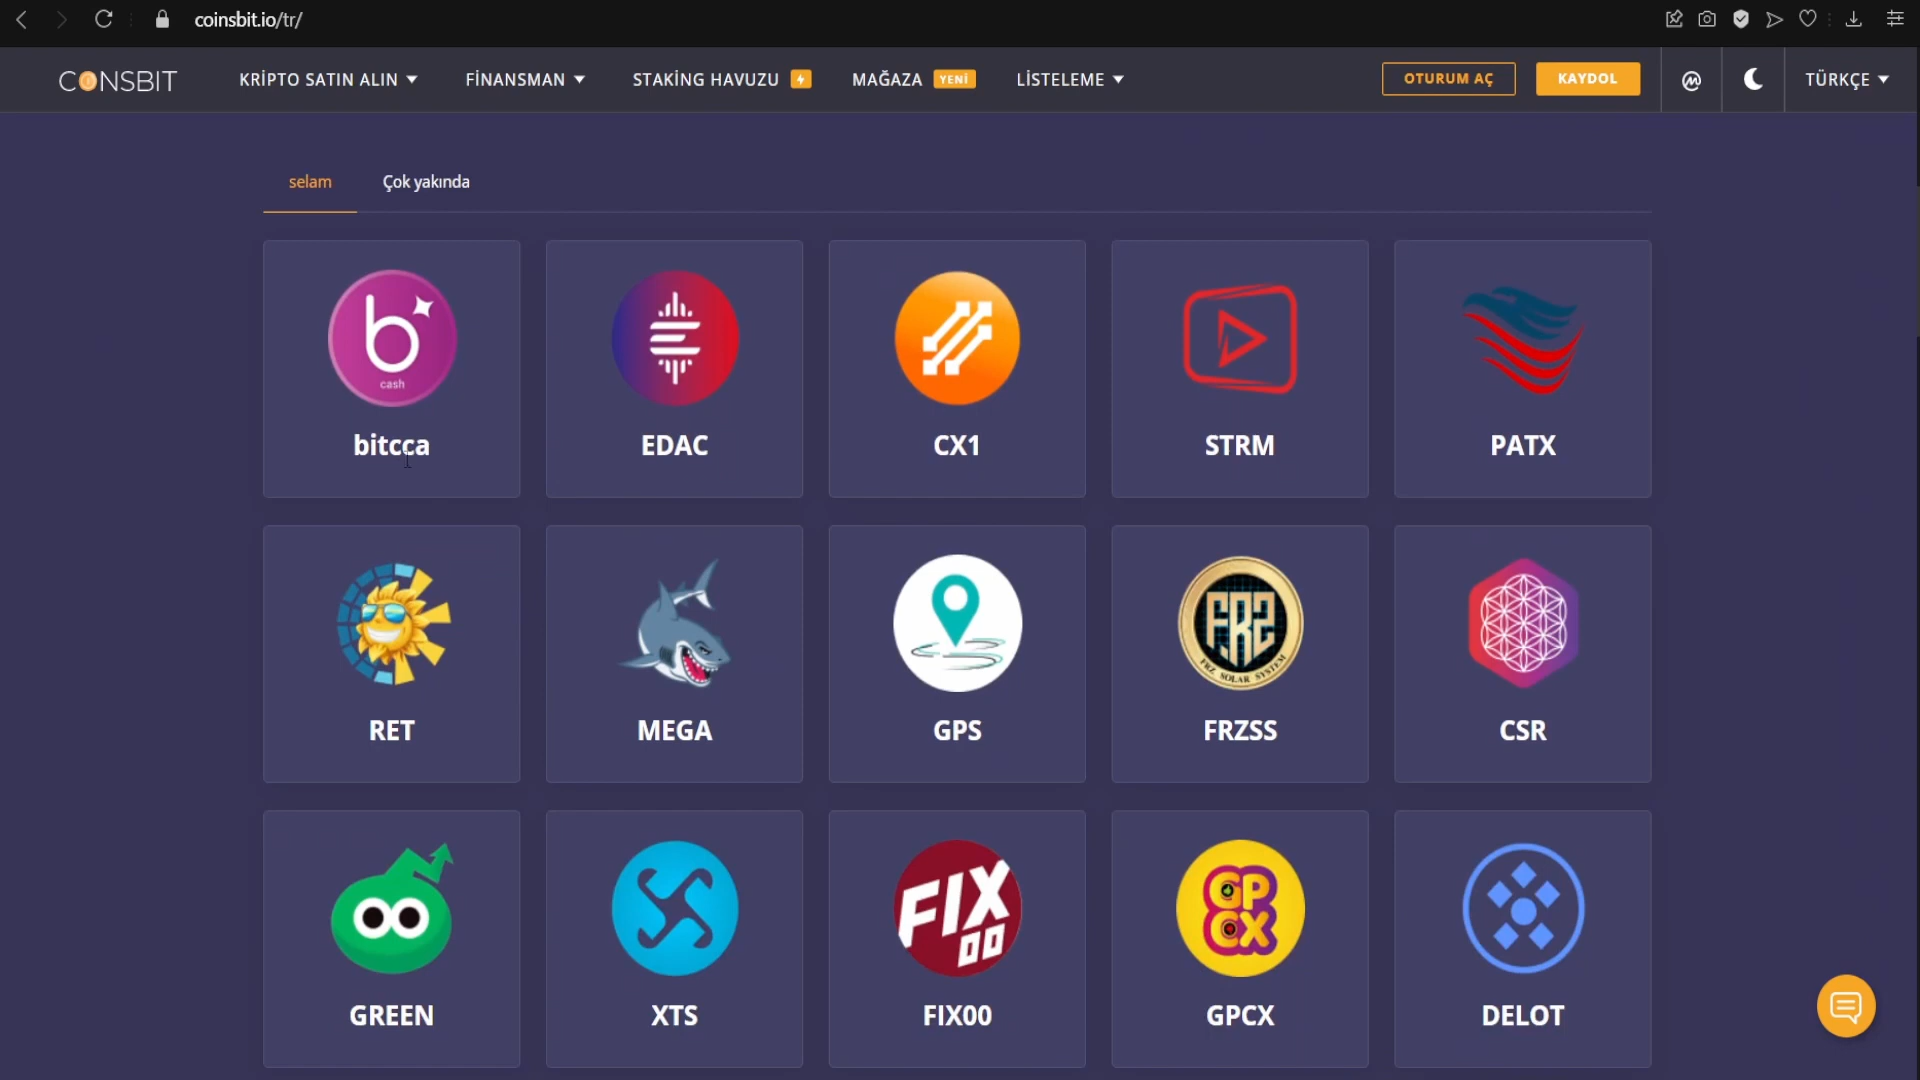 coinsbit.io/tr/
COINSBIT
KRİPTO SATIN ALIN
FİNANSMAN
STAKİNG HAVUZU
MAĞAZA YENİ
LİSTELEME
OTURUM AÇ
KAYDOL
TÜRKÇE
selam
Çok yakında
b
cash
bitcca
EDAC
CX1
STRM
PATX
RET
MEGA
GPS
FRZ
FRZ SOLAR SYSTEM
FRZSS
CSR
GREEN
XTS
FIX
00
FIX00
GP
CX
GPCX
DELOT